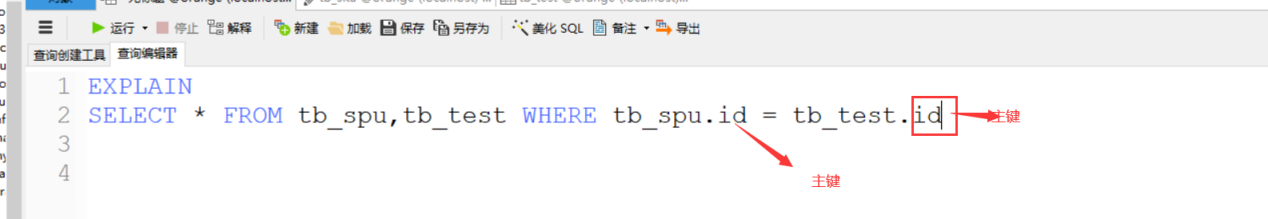 运行 停止 解释 新建 加载 保存 另存为 美化 SQL 备注 导出
查询创建工具 查询编辑器
1 EXPLAIN
2 SELECT * FROM tb_spu,tb_test WHERE tb_spu.id = tb_test.id 主键
3
主键
4